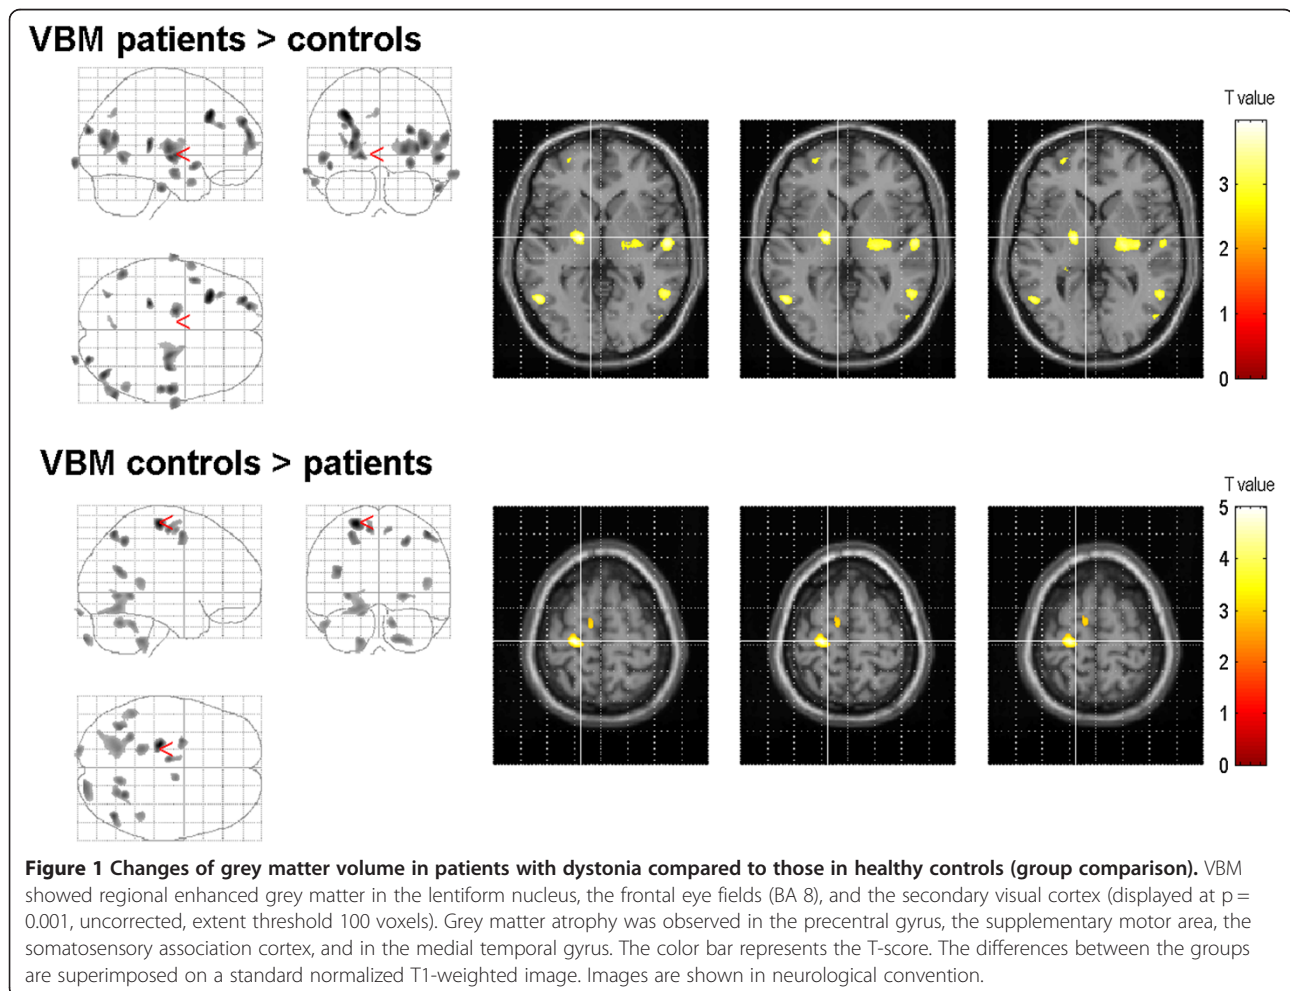 VBM patients > controls
T value
3
2
1
0
VBM controls > patients
T value
5
4
3
2
1
0
Figure 1 Changes of grey matter volume in patients with dystonia compared to those in healthy controls (group comparison). VBM
showed regional enhanced grey matter in the lentiform nucleus, the frontal eye fields (BA 8), and the secondary visual cortex (displayed at p =
0.001, uncorrected, extent threshold 100 voxels). Grey matter atrophy was observed in the precentral gyrus, the supplementary motor area, the
somatosensory association cortex, and in the medial temporal gyrus. The color bar represents the T-score. The differences between the groups
are superimposed on a standard normalized T1-weighted image. Images are shown in neurological convention.